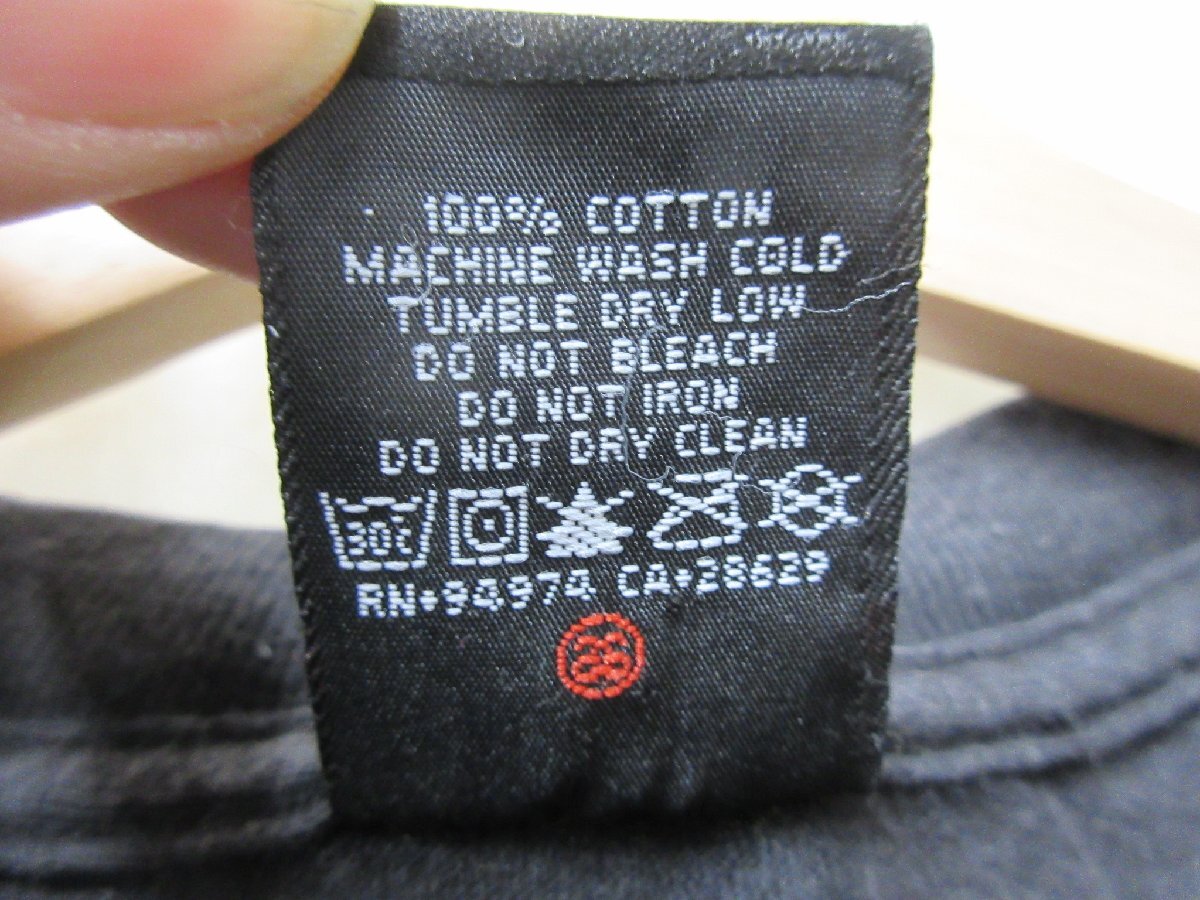 100% COTTON
MACHINE WASH COLD
TUMBLE DRY LOW
DO NOT BLEACH
DO NOT IRON
DO NOT DRY CLEAN
30C
RN♦94974 CA♦28629